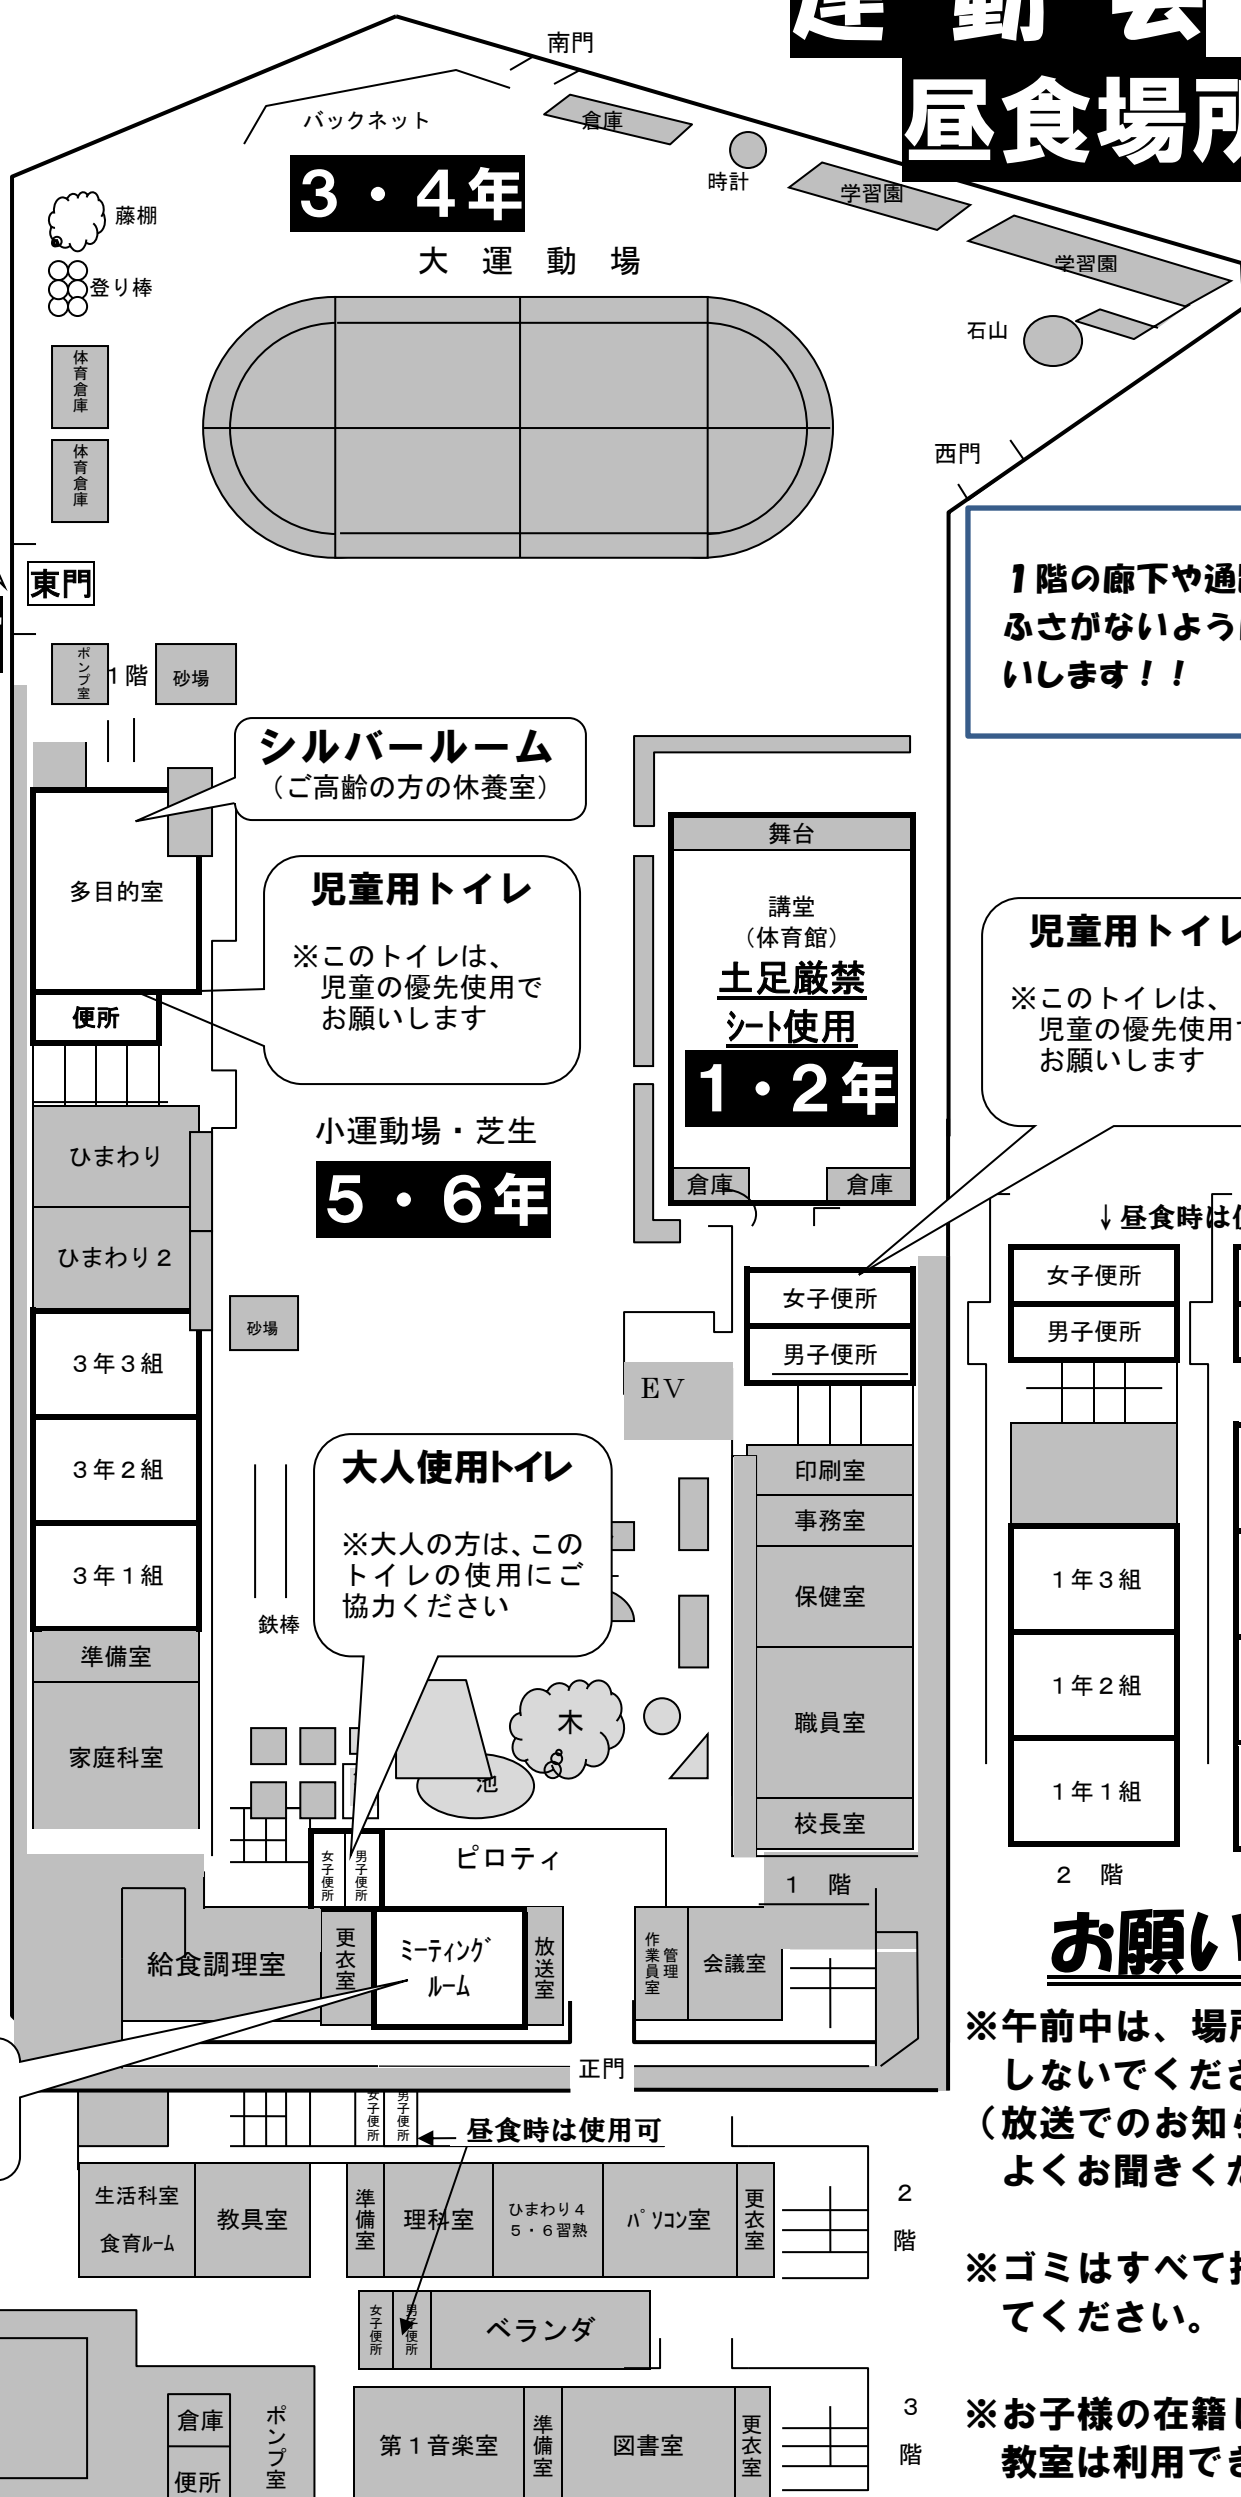 運動会
昼食場所
南門
バックネット
倉庫
時計
学習園
学習園
３・４年
藤棚
大運動場
登り棒
石山
体育倉庫
体育倉庫
西門
東門
１階の廊下や通
ふさがないよう
いします！！
ポンプ室
１階
砂場
シルバールーム
（ご高齢の方の休養室）
舞台
多目的室
児童用トイレ
※このトイレは、
児童の優先使用で
お願いします
講堂
（体育館）
土足厳禁
シート使用
１・２年
倉庫
倉庫
児童用トイレ
※このトイレは、
児童の優先使用で
お願いします
便所
小運動場・芝生
５・６年
ひまわり
ひまわり２
砂場
↓昼食時は使
女子便所
男子便所
女子便所
男子便所
３年３組
３年２組
３年１組
EV
大人使用トイレ
※大人の方は、この
トイレの使用にご
協力ください
鉄棒
印刷室
事務室
保健室
職員室
校長室
１年３組
１年２組
１年１組
２階
準備室
家庭科室
木
池
女子便所
男子便所
ピロティ
１階
給食調理室
更衣室
ミーティング
ルーム
放送室
管理
作業員室
会議室
正門
お願い
※午前中は、場所
しないでくださ
（放送でのお知ら
よくお聞きくだ
女子便所
男子便所
昼食時は使用可
生活科室
食育ルーム
教具室
準備室
理科室
ひまわり４
５・６習熟
パソコン室
更衣室
２階
※ゴミはすべて持
てください。
女子便所
男子便所
ベランダ
倉庫
便所
ポンプ室
第１音楽室
準備室
図書室
更衣室
３階
※お子様の在籍し
教室は利用でき